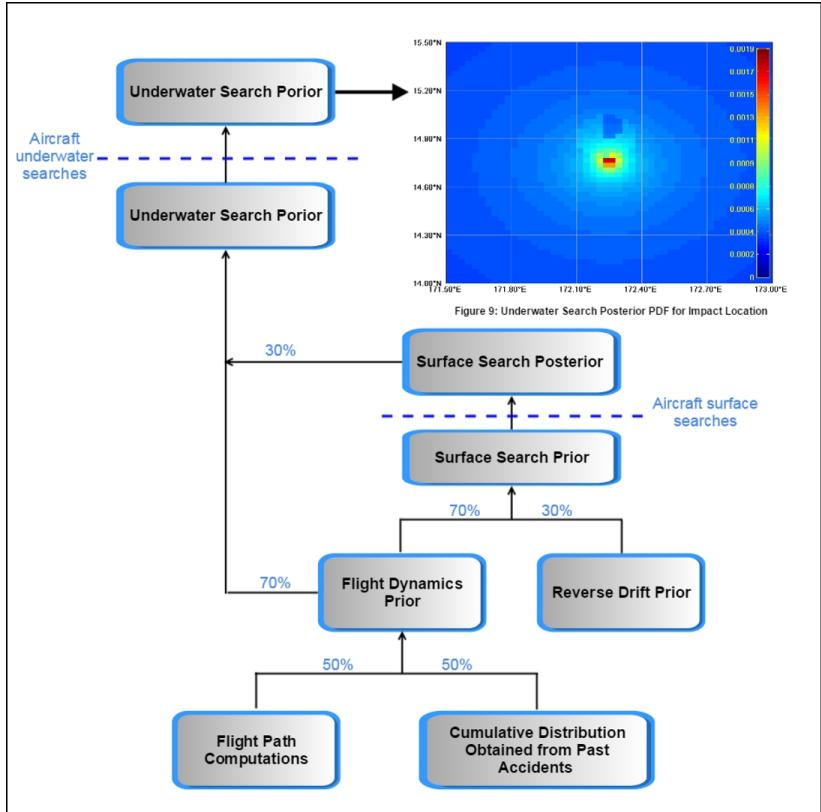 Underwater Search Porior
Aircraft
underwater
searches
Underwater Search Porior
15.50°N
15.20°N
14.90°N
14.60°N
14.30°N
14.00°N
171.50°E
171.80°E
172.10°E
172.40°E
172.70°E
173.00°E
0.0019
0.0017
0.0015
0.0013
0.0011
0.0009
0.0008
0.0006
0.0004
0.0002
0
Figure 9: Underwater Search Posterior PDF for Impact Location
30%
Surface Search Posterior
Aircraft surface
searches
Surface Search Prior
70%
30%
70%
Flight Dynamics
Prior
Reverse Drift Prior
50%
50%
Flight Path
Computations
Cumulative Distribution
Obtained from Past
Accidents